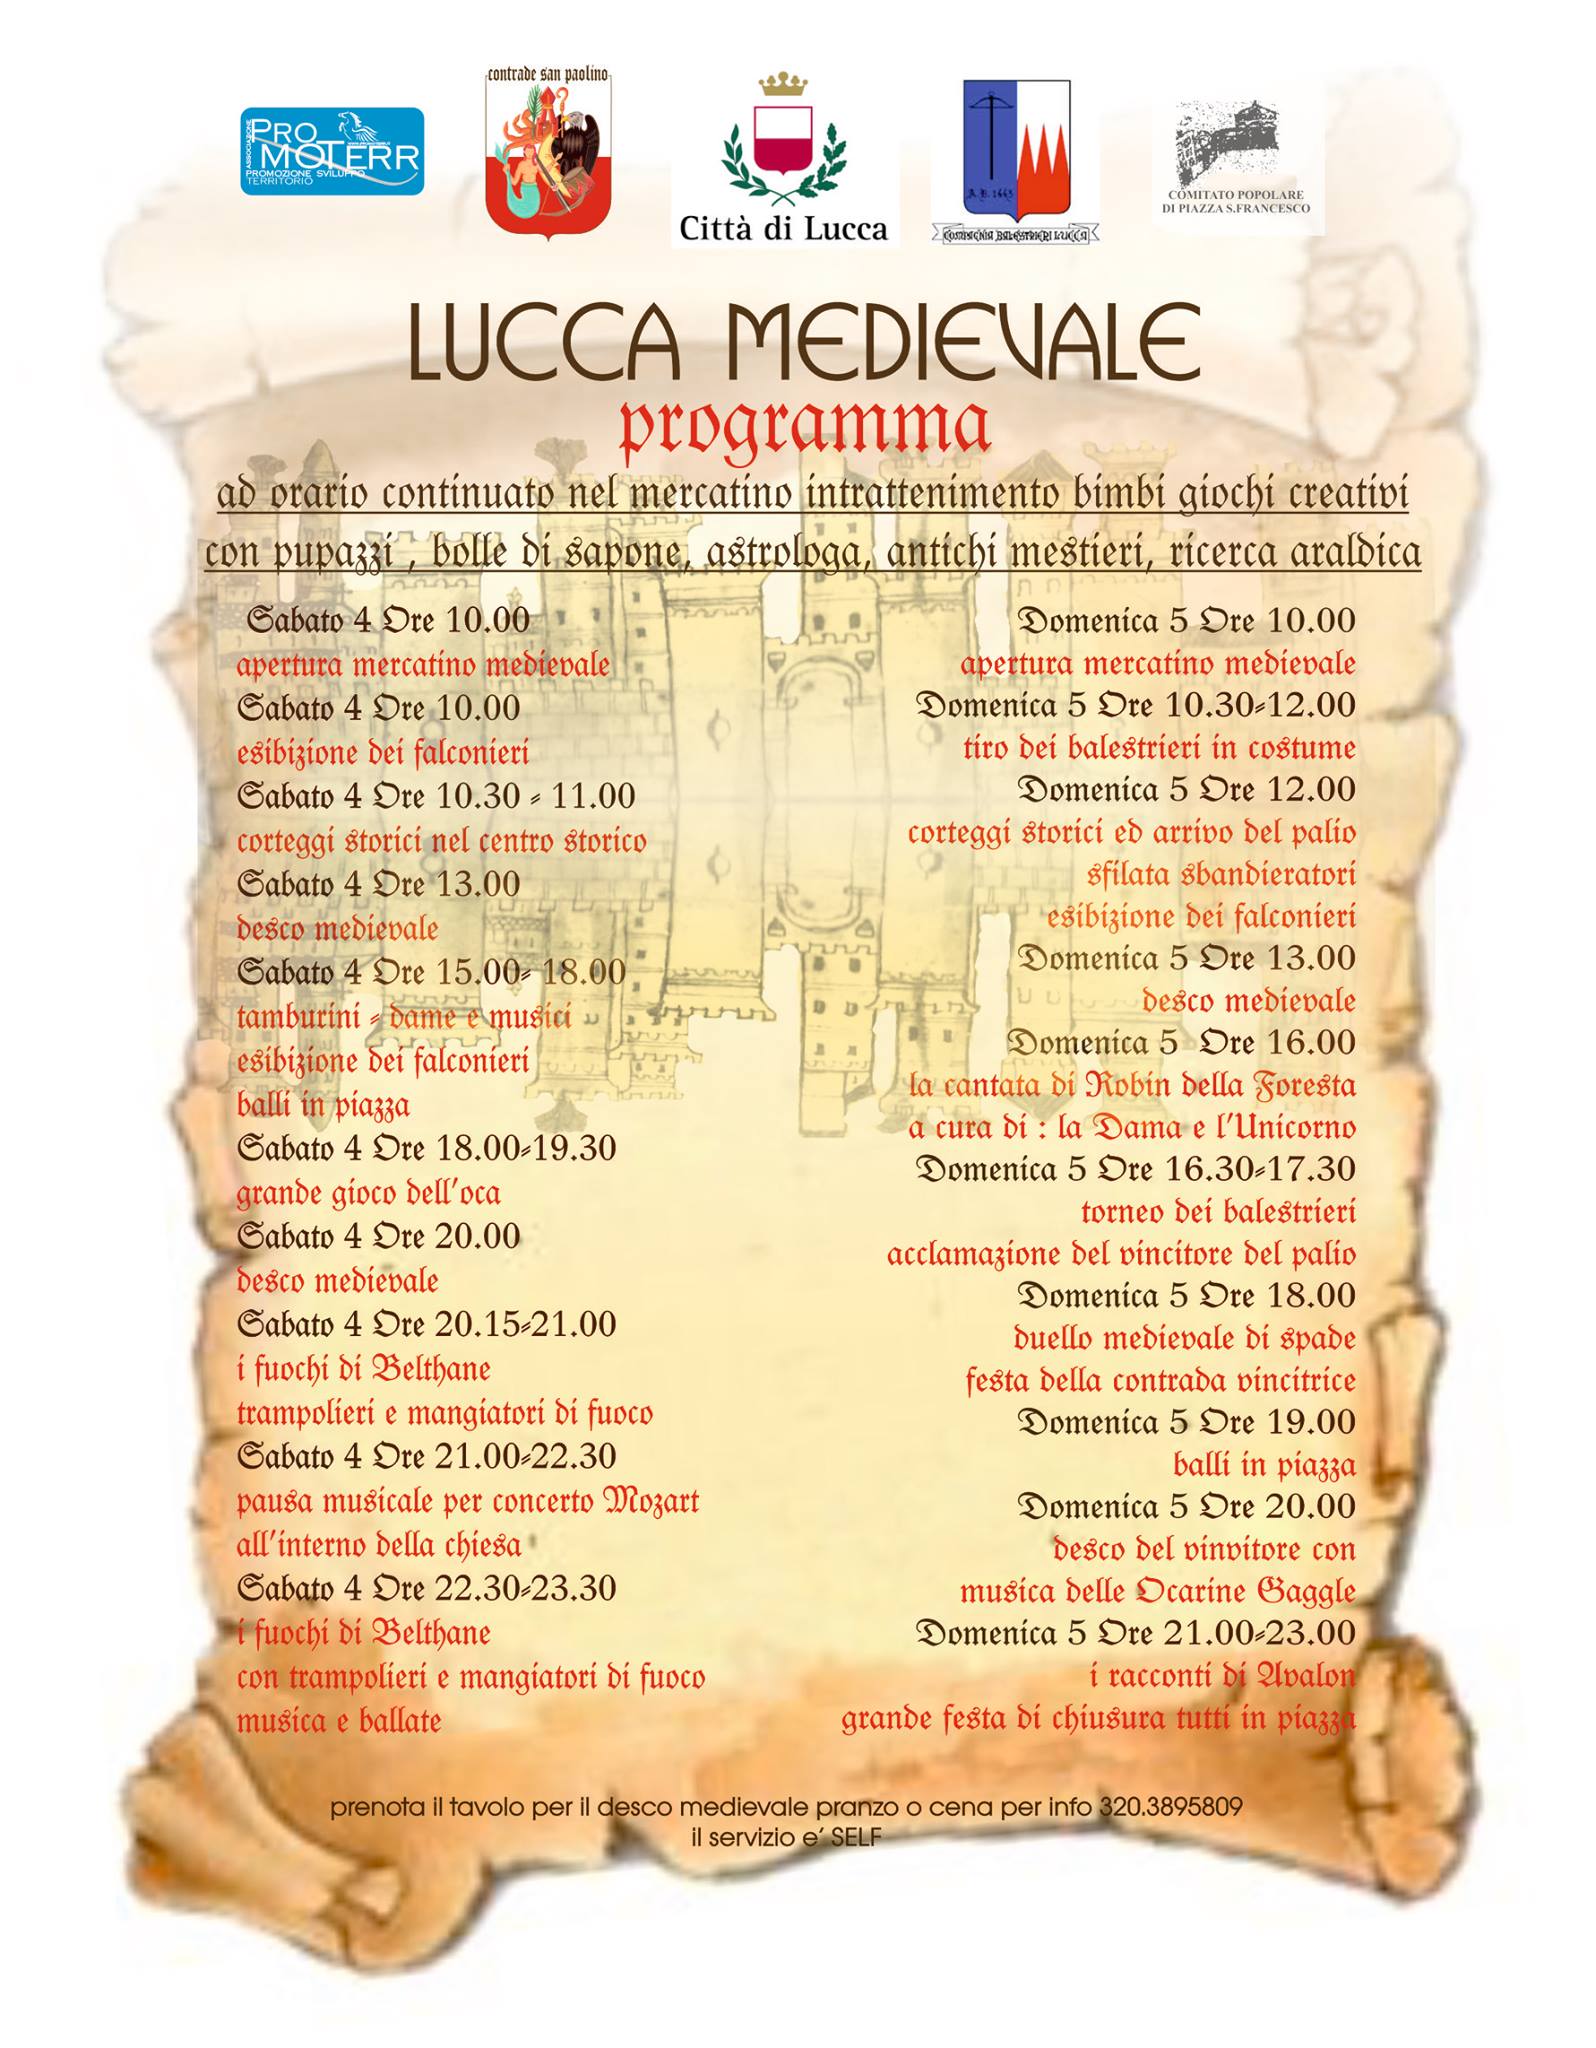 ASSOCIAZIONE
PRO
MOTERR
PROMOZIONE SVILUPPO
TERRITORIO
contrade san paolino
Città di Lucca
A.B. 1443
COMPAGNIA BALESTRIERI LUCCA
COMITATO POPOLARE
DI PIAZZA S.FRANCESCO
LUCCA MEDIEVALE
programma
ad orario continuato nel mercatino intrattenimento bimbi giochi creativi
con pupazzi , bolle di sapone, astrologa, antichi mestieri, ricerca araldica
Sabato 4 Ore 10.00
apertura mercatino medievale
Sabato 4 Ore 10.00
esibizione dei falconieri
Sabato 4 Ore 10.30 - 11.00
corteggi storici nel centro storico
Sabato 4 Ore 13.00
desco medievale
Sabato 4 Ore 15.00- 18.00
tamburini - dame e musici
esibizione dei falconieri
balli in piazza
Sabato 4 Ore 18.00-19.30
grande gioco dell'oca
Sabato 4 Ore 20.00
desco medievale
Sabato 4 Ore 20.15-21.00
i fuochi di Belthane
trampolieri e mangiatori di fuoco
Sabato 4 Ore 21.00-22.30
pausa musicale per concerto Mozart
all'interno della chiesa
Sabato 4 Ore 22.30-23.30
i fuochi di Belthane
con trampolieri e mangiatori di fuoco
musica e ballate
Domenica 5 Ore 10.00
apertura mercatino medievale
Domenica 5 Ore 10.30-12.00
tiro dei balestrieri in costume
Domenica 5 Ore 12.00
corteggi storici ed arrivo del palio
sfilata sbandieratori
esibizione dei falconieri
Domenica 5 Ore 13.00
desco medievale
Domenica 5 Ore 16.00
la cantata di Robin della Foresta
a cura di : la Dama e l'Unicorno
Domenica 5 Ore 16.30-17.30
torneo dei balestrieri
acclamazione del vincitore del palio
Domenica 5 Ore 18.00
duello medievale di spade
festa della contrada vincitrice
Domenica 5 Ore 19.00
balli in piazza
Domenica 5 Ore 20.00
desco del vinvitore con
musica delle Ocarine Gaggle
Domenica 5 Ore 21.00-23.00
i racconti di Avalon
grande festa di chiusura tutti in piazza
prenota il tavolo per il desco medievale pranzo o cena per info 320.3895809
il servizio e' SELF